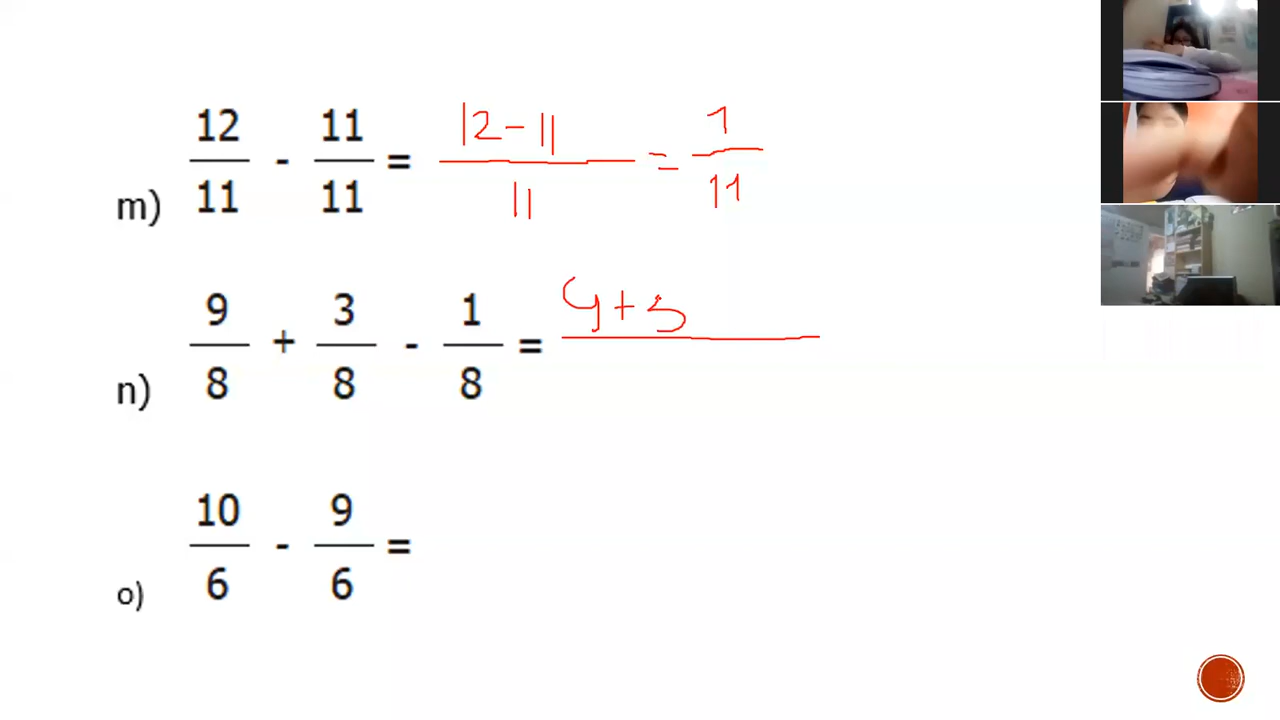 m) 12/11 - 11/11 = 12-11/11 = 1/11
n) 9/8 + 3/8 - 1/8 = 9+3
o) 10/6 - 9/6 =